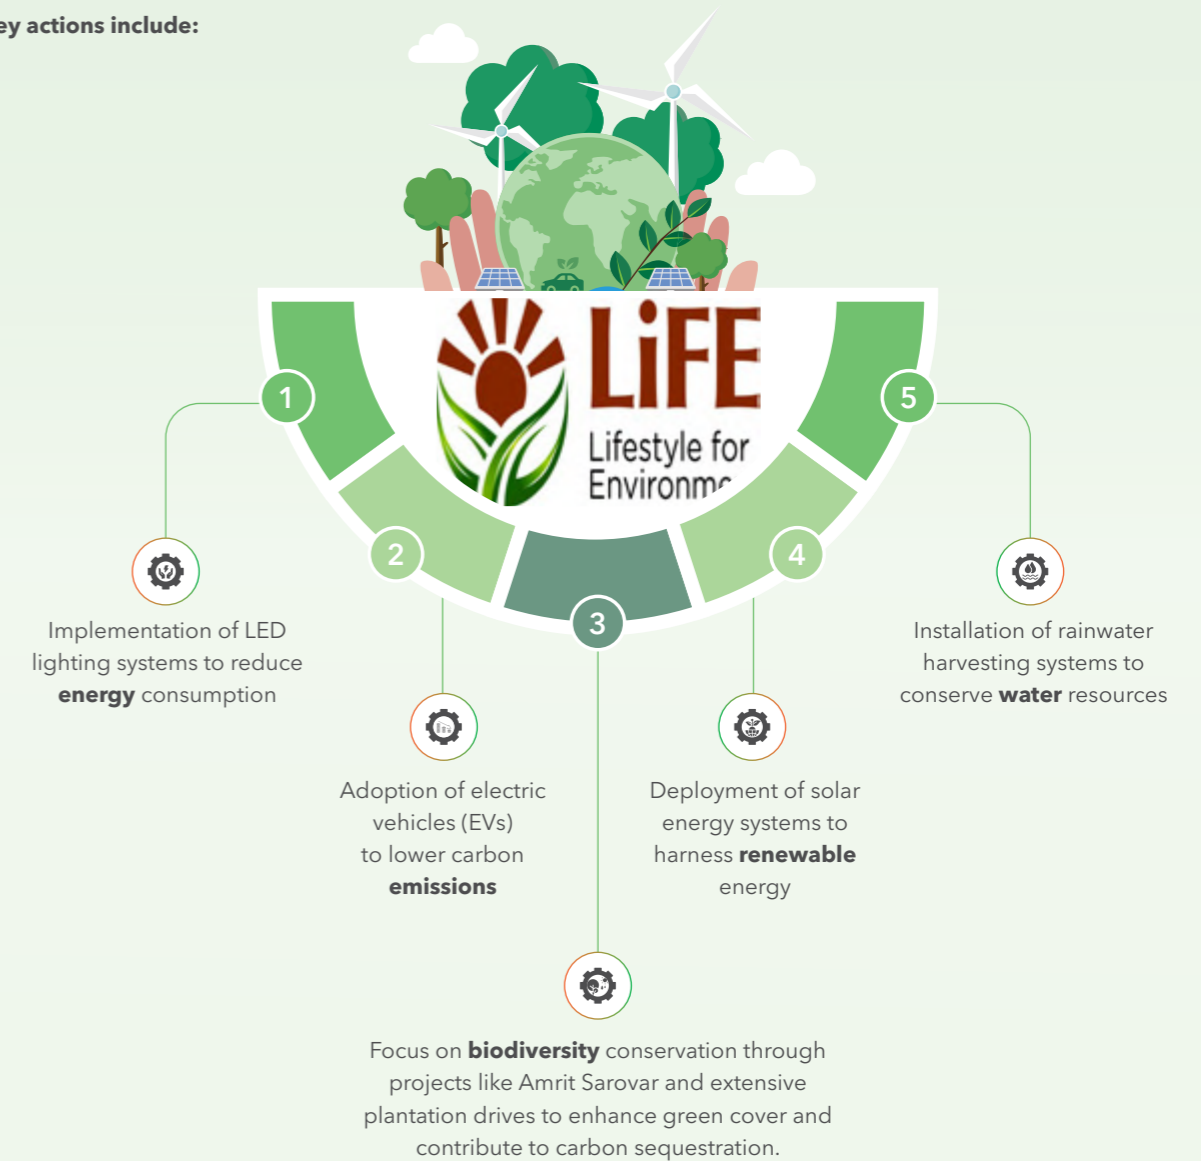 ey actions include:
LiFE
Lifestyle for
Environme
1
2
3
4
5
Implementation of LED
lighting systems to reduce
energy consumption
Adoption of electric
vehicles (EVs)
to lower carbon
emissions
Focus on biodiversity conservation through
projects like Amrit Sarovar and extensive
plantation drives to enhance green cover and
contribute to carbon sequestration.
Deployment of solar
energy systems to
harness renewable
energy
Installation of rainwater
harvesting systems to
conserve water resources